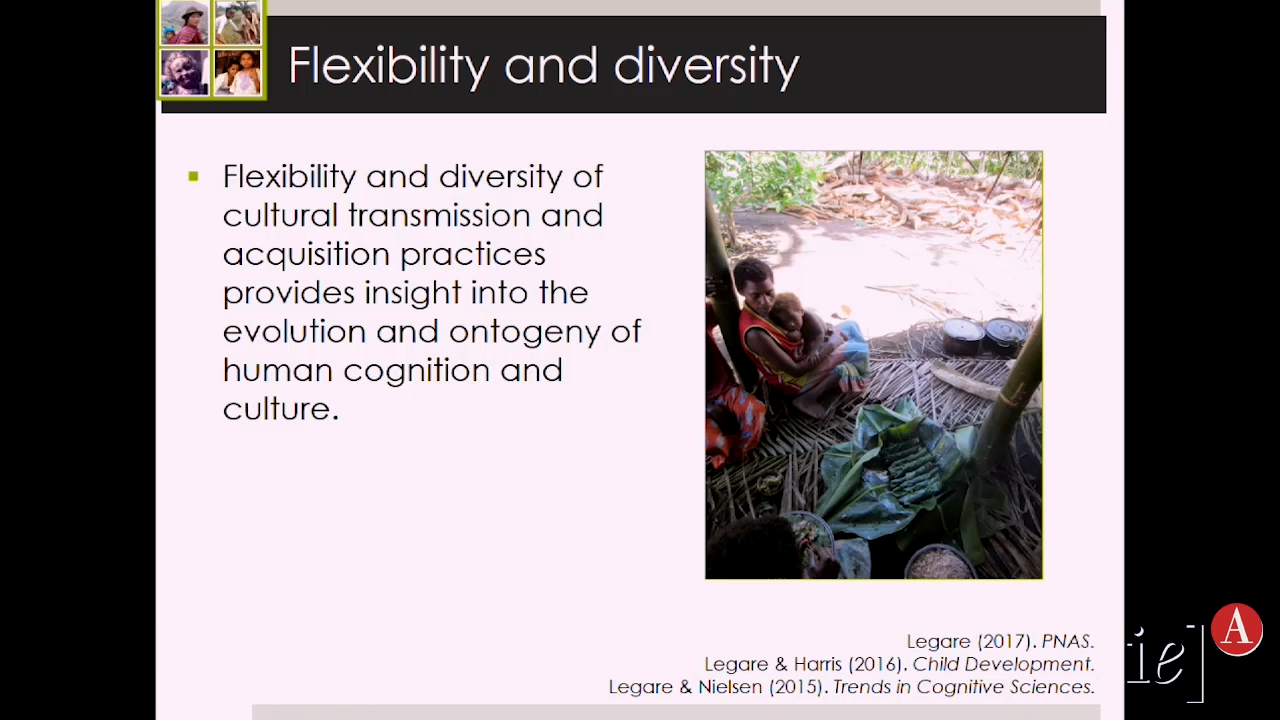 Flexibility and diversity
Flexibility and diversity of
cultural transmission and
acquisition practices
provides insight into the
evolution and ontogeny of
human cognition and
culture.
Legare (2017). PNAS.
Legare & Harris (2016). Child Development.
Legare & Nielsen (2015). Trends in Cognitive Sciences.
ie]
A